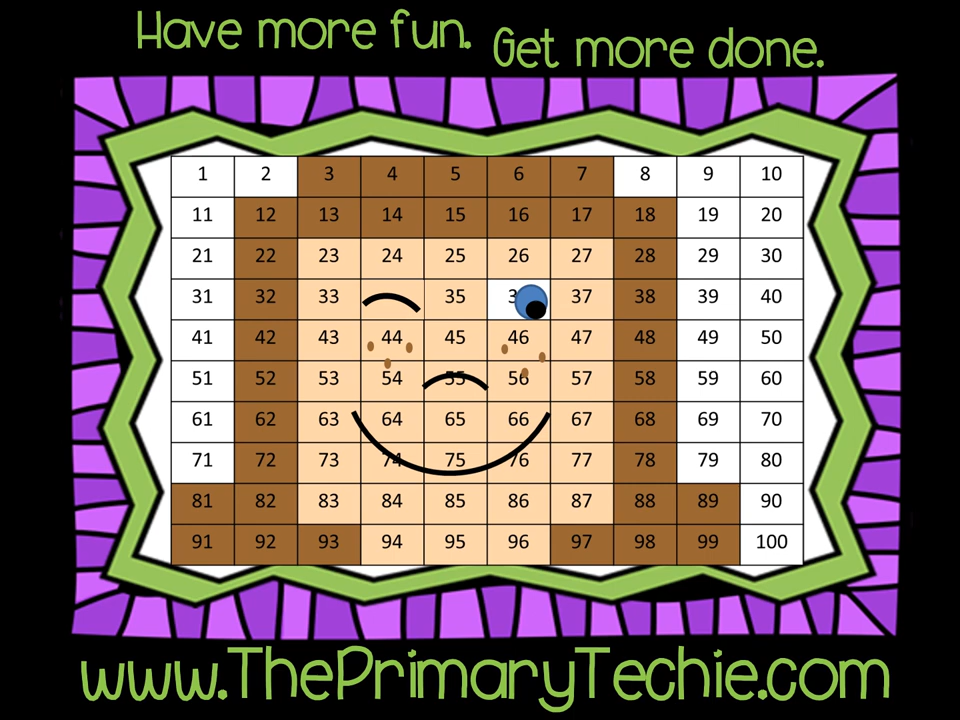 Have more fun. Get more done.
1 2 3 4 5 6 7 8 9 10
11 12 13 14 15 16 17 18 19 20
21 22 23 24 25 26 27 28 29 30
31 32 33 35 37 38 39 40
41 42 43 44 45 46 47 48 49 50
51 52 53 54 55 56 57 58 59 60
61 62 63 64 65 66 67 68 69 70
71 72 73 74 75 76 77 78 79 80
81 82 83 84 85 86 87 88 89 90
91 92 93 94 95 96 97 98 99 100
www.ThePrimaryTechie.com